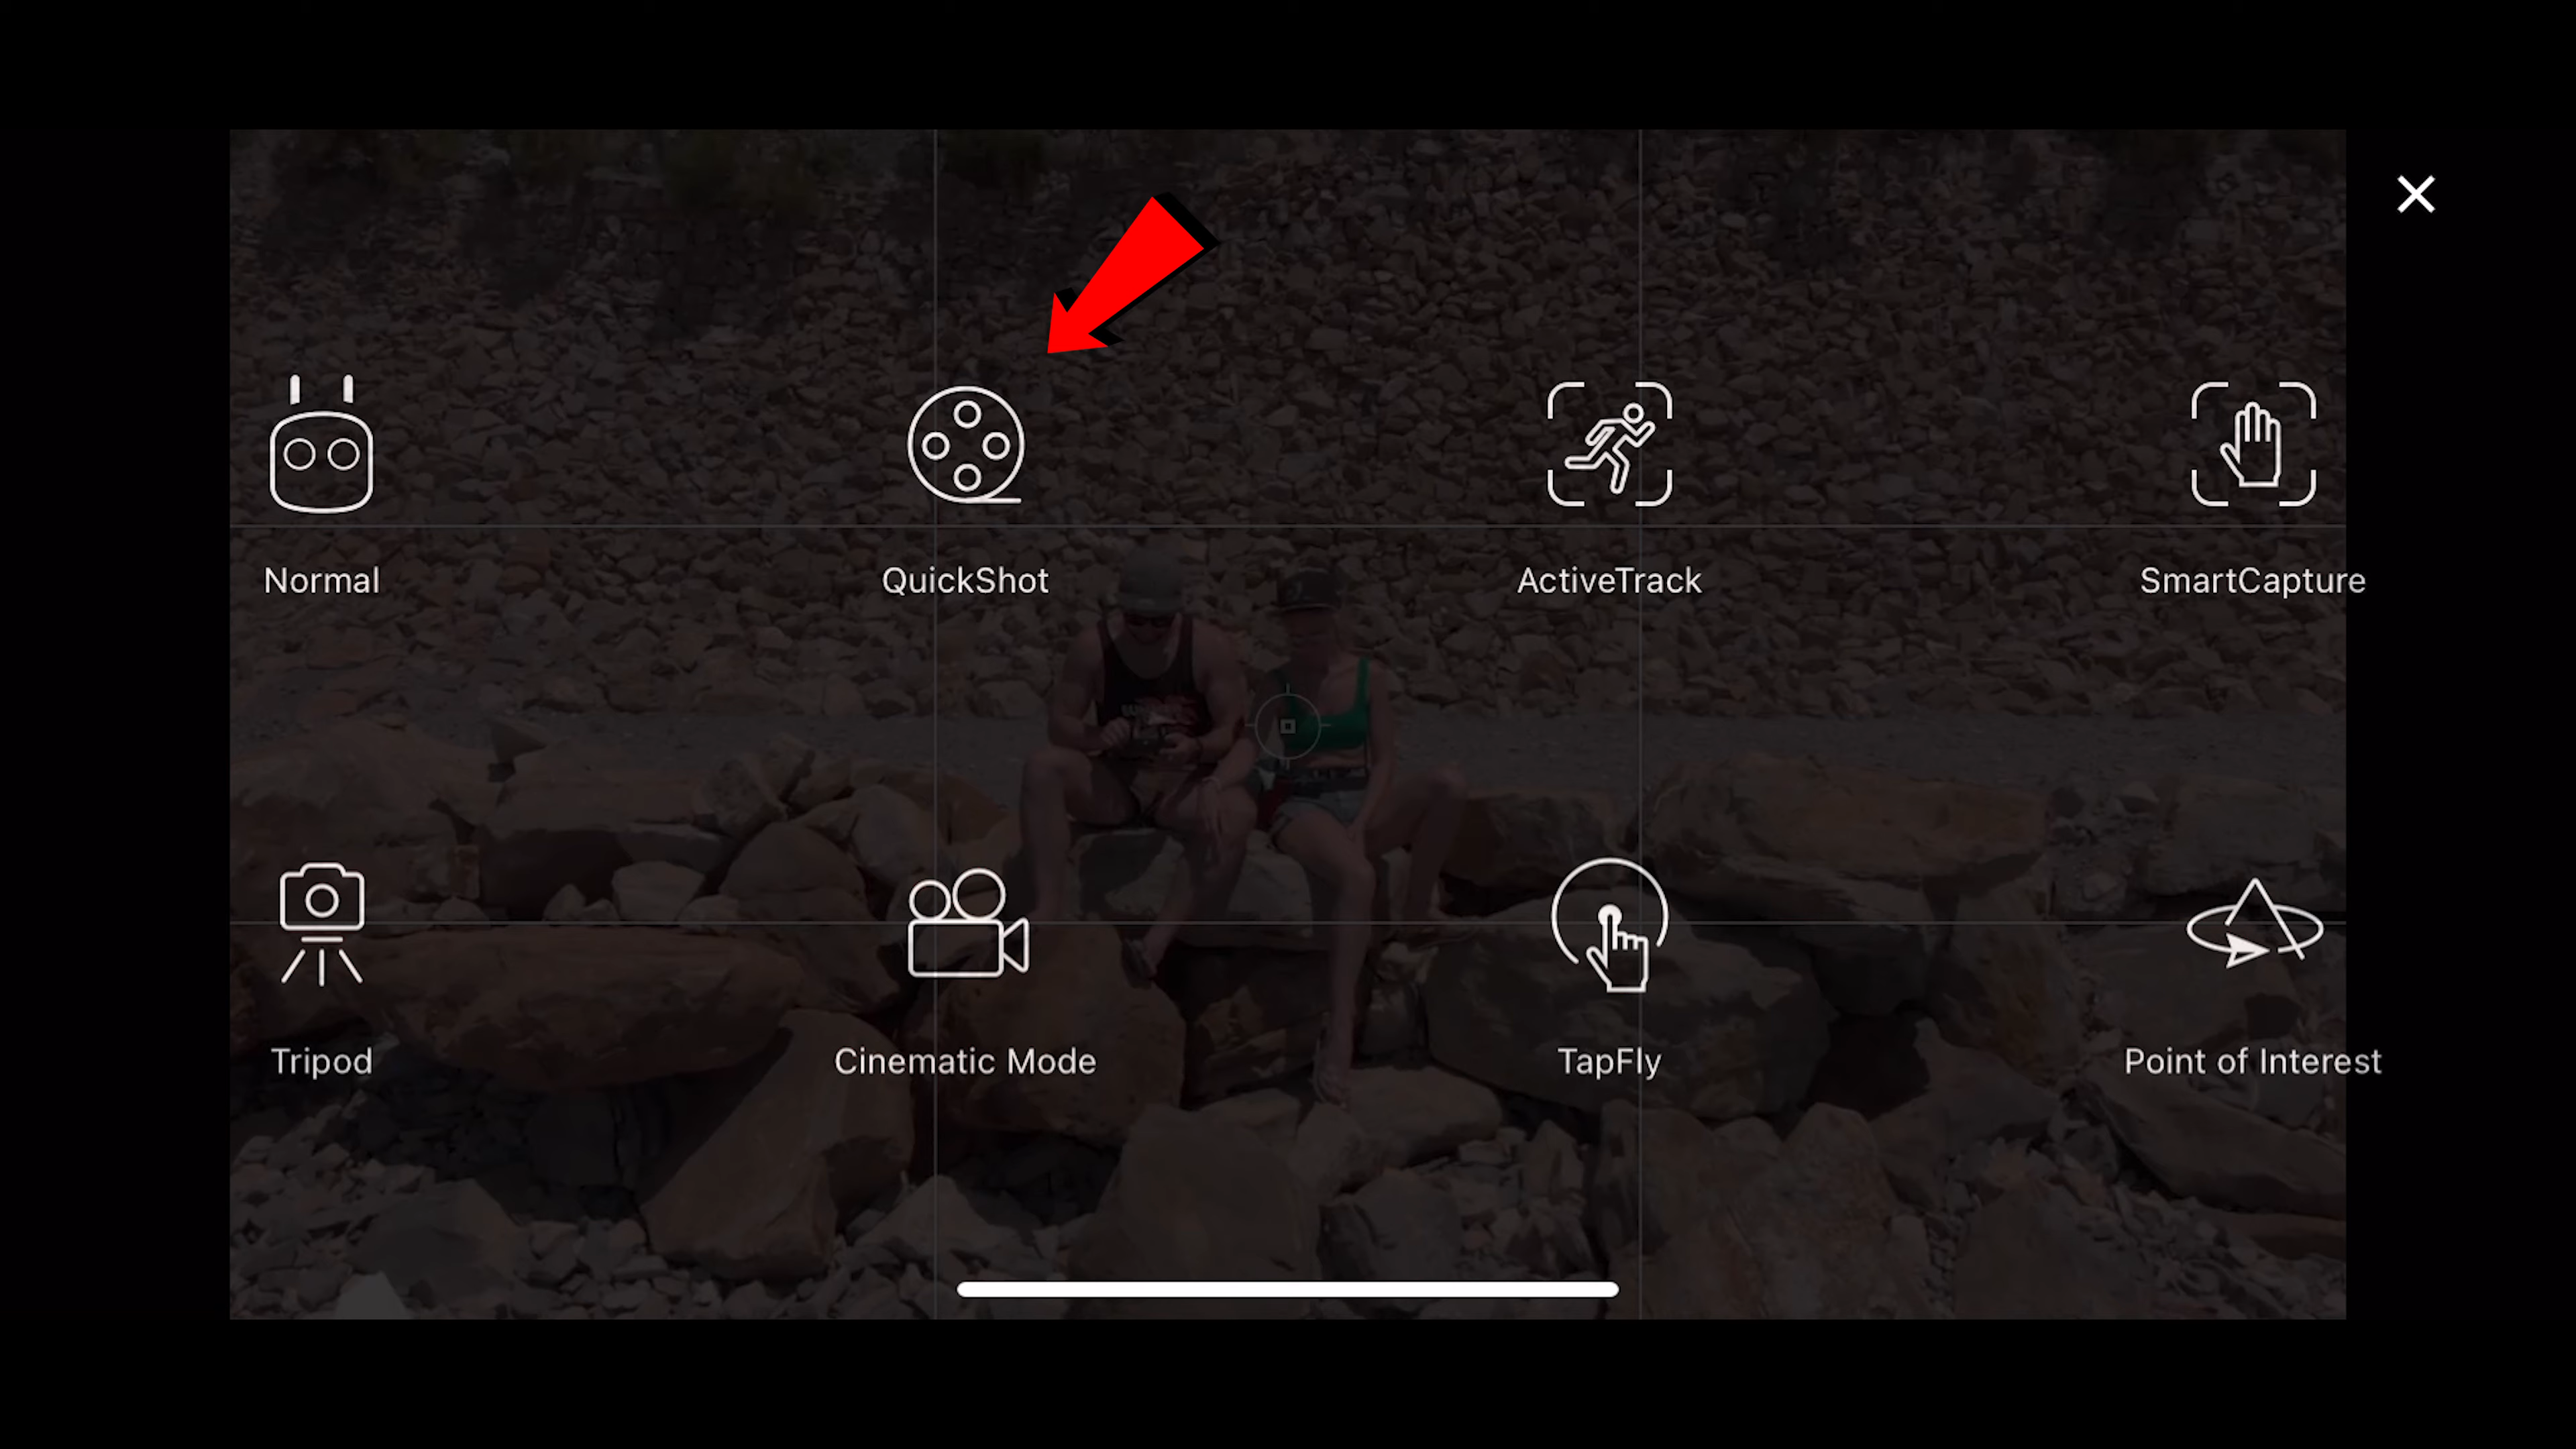 Normal
QuickShot
ActiveTrack
SmartCapture
Tripod
Cinematic Mode
TapFly
Point of Interest